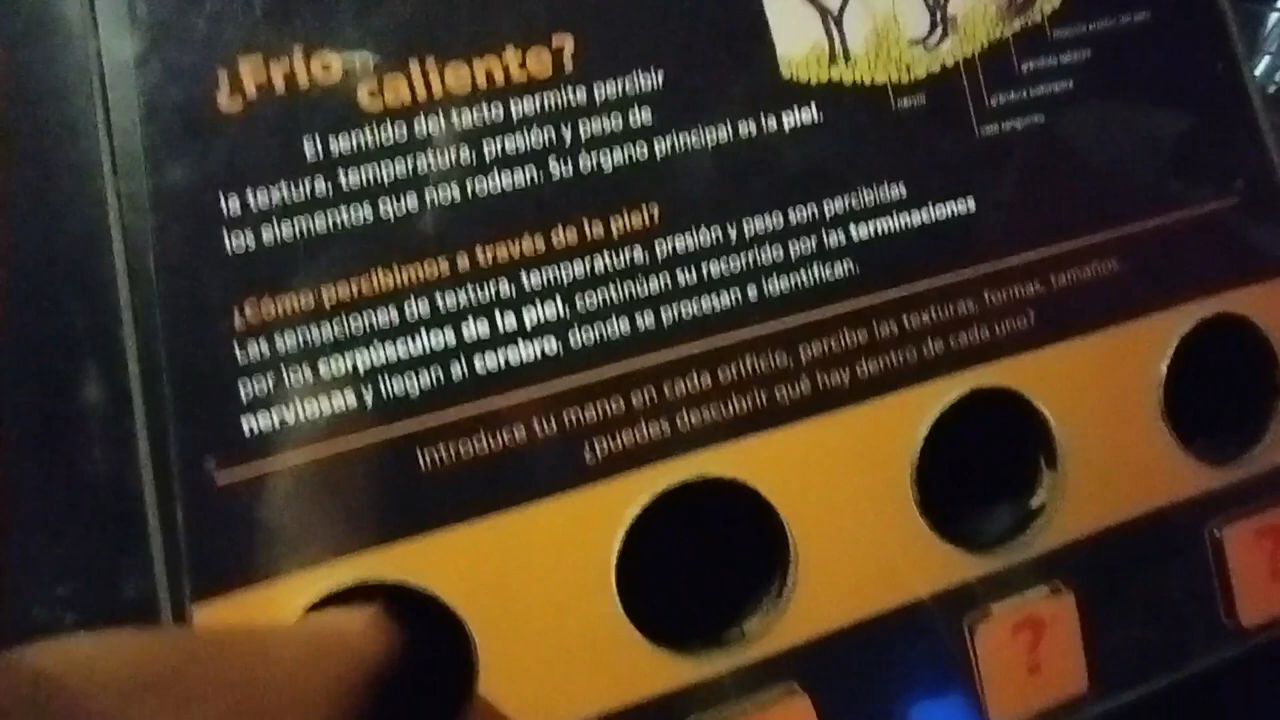 ¿Frío o
caliente?
El sentido del tacto permite percibir
la textura, temperatura, presión y peso de
los elementos que nos rodean. Su órgano principal es la piel.
¿Cómo percibimos a través de la piel?
Las sensaciones de textura, temperatura, presión y peso son percibidas
por los corpúsculos de la piel, continúan su recorrido por las terminaciones
nerviosas y llegan al cerebro, donde se procesan e identifican.
Introduce tu mano en cada orificio, percibe las texturas, formas, tamaños
¿puedes descubrir qué hay dentro de cada uno?
nervio
?
?